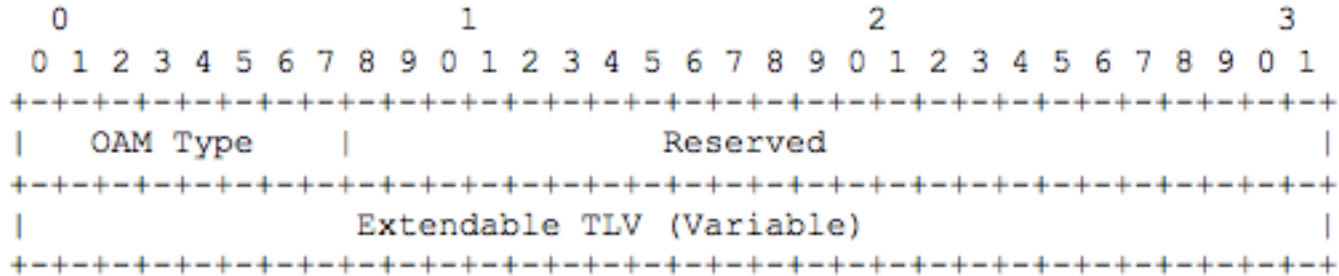 0                   1                   2                   3
0 1 2 3 4 5 6 7 8 9 0 1 2 3 4 5 6 7 8 9 0 1 2 3 4 5 6 7 8 9 0 1
+-+-+-+-+-+-+-+-+-+-+-+-+-+-+-+-+-+-+-+-+-+-+-+-+-+-+-+-+-+-+-+-+
|   OAM Type    |               Reserved                        |
+-+-+-+-+-+-+-+-+-+-+-+-+-+-+-+-+-+-+-+-+-+-+-+-+-+-+-+-+-+-+-+-+
|                Extendable TLV (Variable)                      |
+-+-+-+-+-+-+-+-+-+-+-+-+-+-+-+-+-+-+-+-+-+-+-+-+-+-+-+-+-+-+-+-+